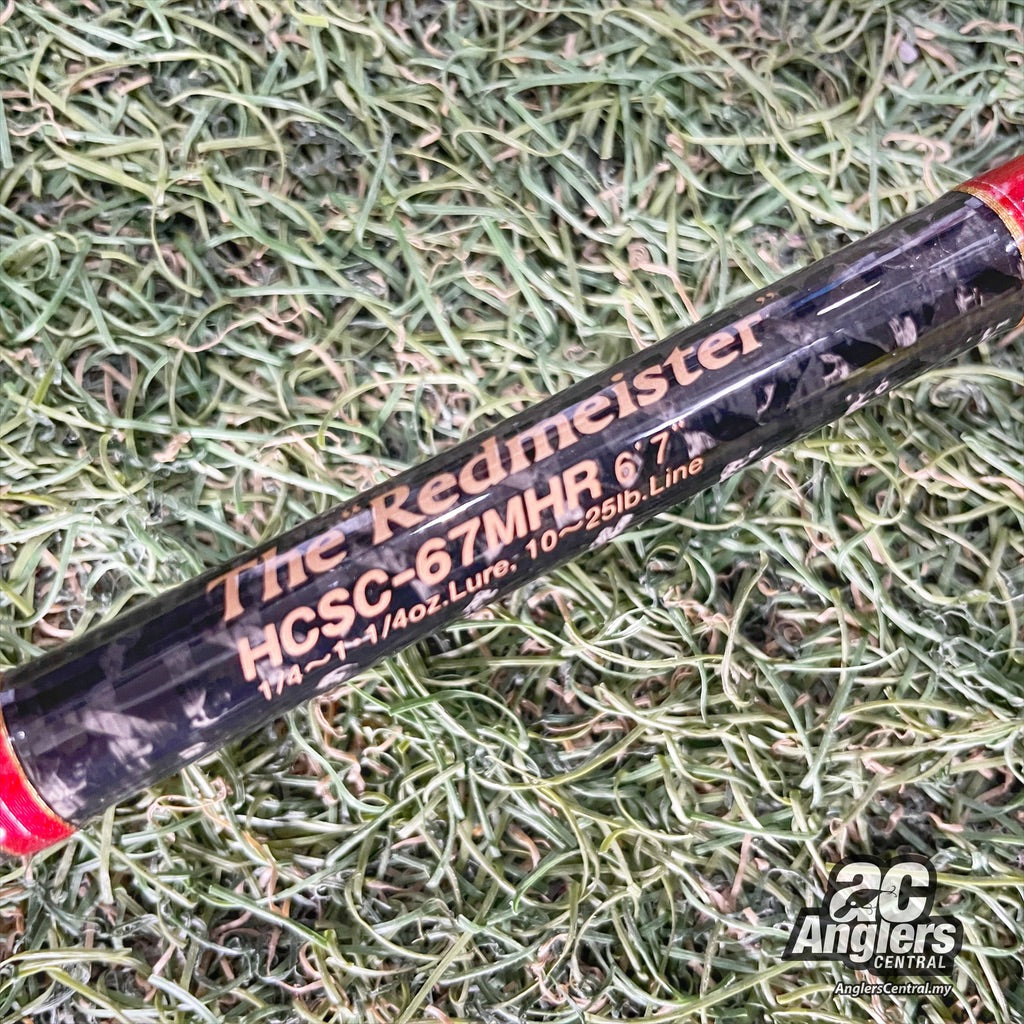 The "Redmeister"
HCSC-67MHR 6'7"
1/4~1-1/4oz.Lure, 10~25lb.Line
ac
Anglers
CENTRAL
AnglersCentral.my